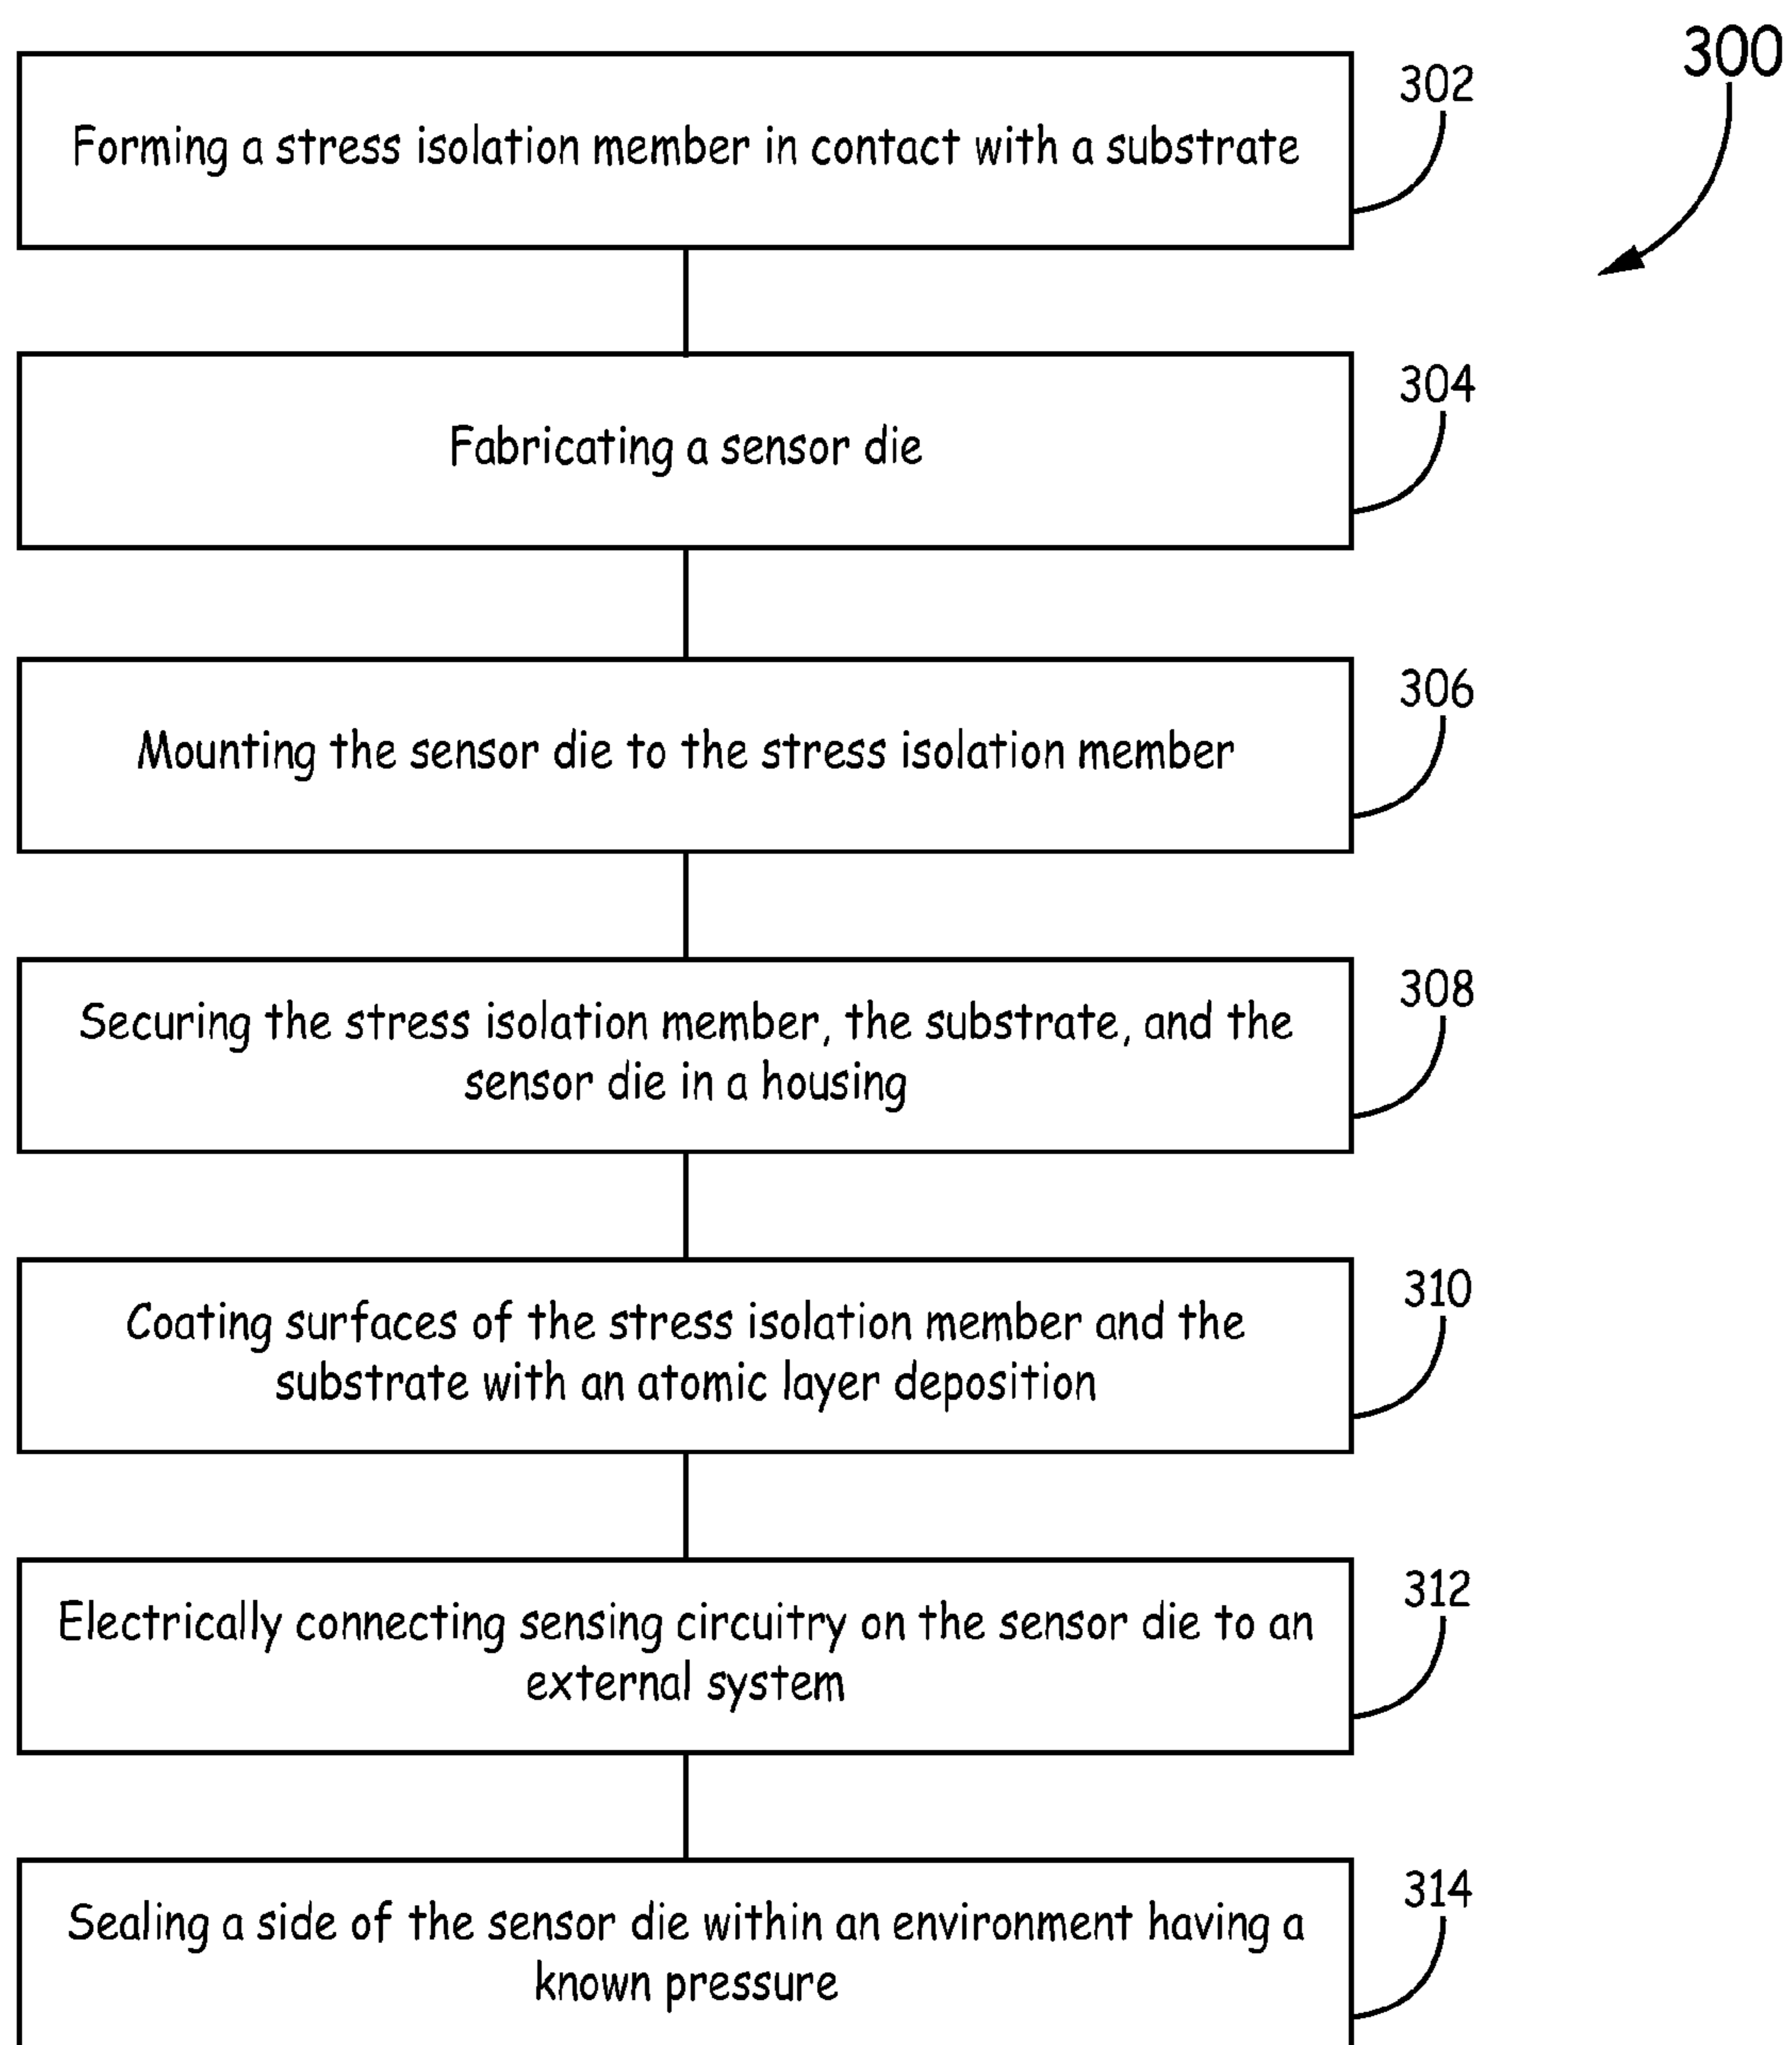 300
302
Forming a stress isolation member in contact with a substrate
304
Fabricating a sensor die
306
Mounting the sensor die to the stress isolation member
308
Securing the stress isolation member, the substrate, and the
sensor die in a housing
310
Coating surfaces of the stress isolation member and the
substrate with an atomic layer deposition
312
Electrically connecting sensing circuitry on the sensor die to an
external system
314
Sealing a side of the sensor die within an environment having a
known pressure